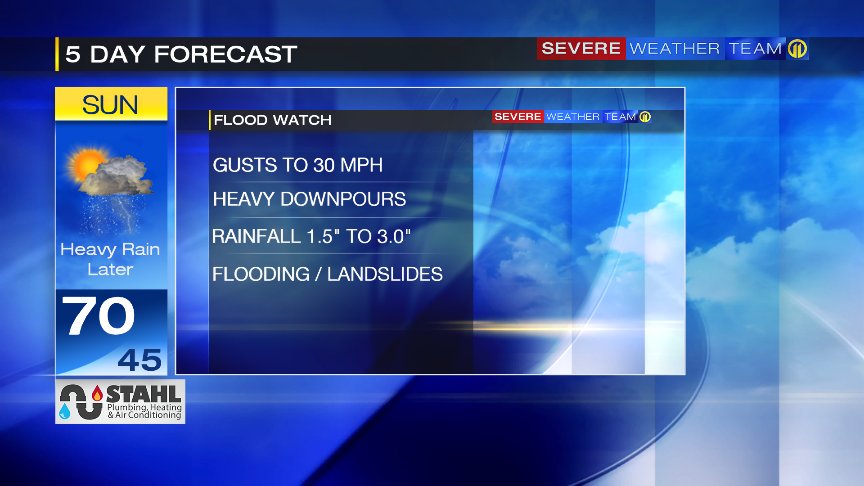 5 DAY FORECAST
SEVERE WEATHER TEAM 11
SUN
Heavy Rain
Later
70
45
STAHL
Plumbing, Heating
& Air Conditioning
FLOOD WATCH
SEVERE WEATHER TEAM 11
GUSTS TO 30 MPH
HEAVY DOWNPOURS
RAINFALL 1.5" TO 3.0"
FLOODING / LANDSLIDES